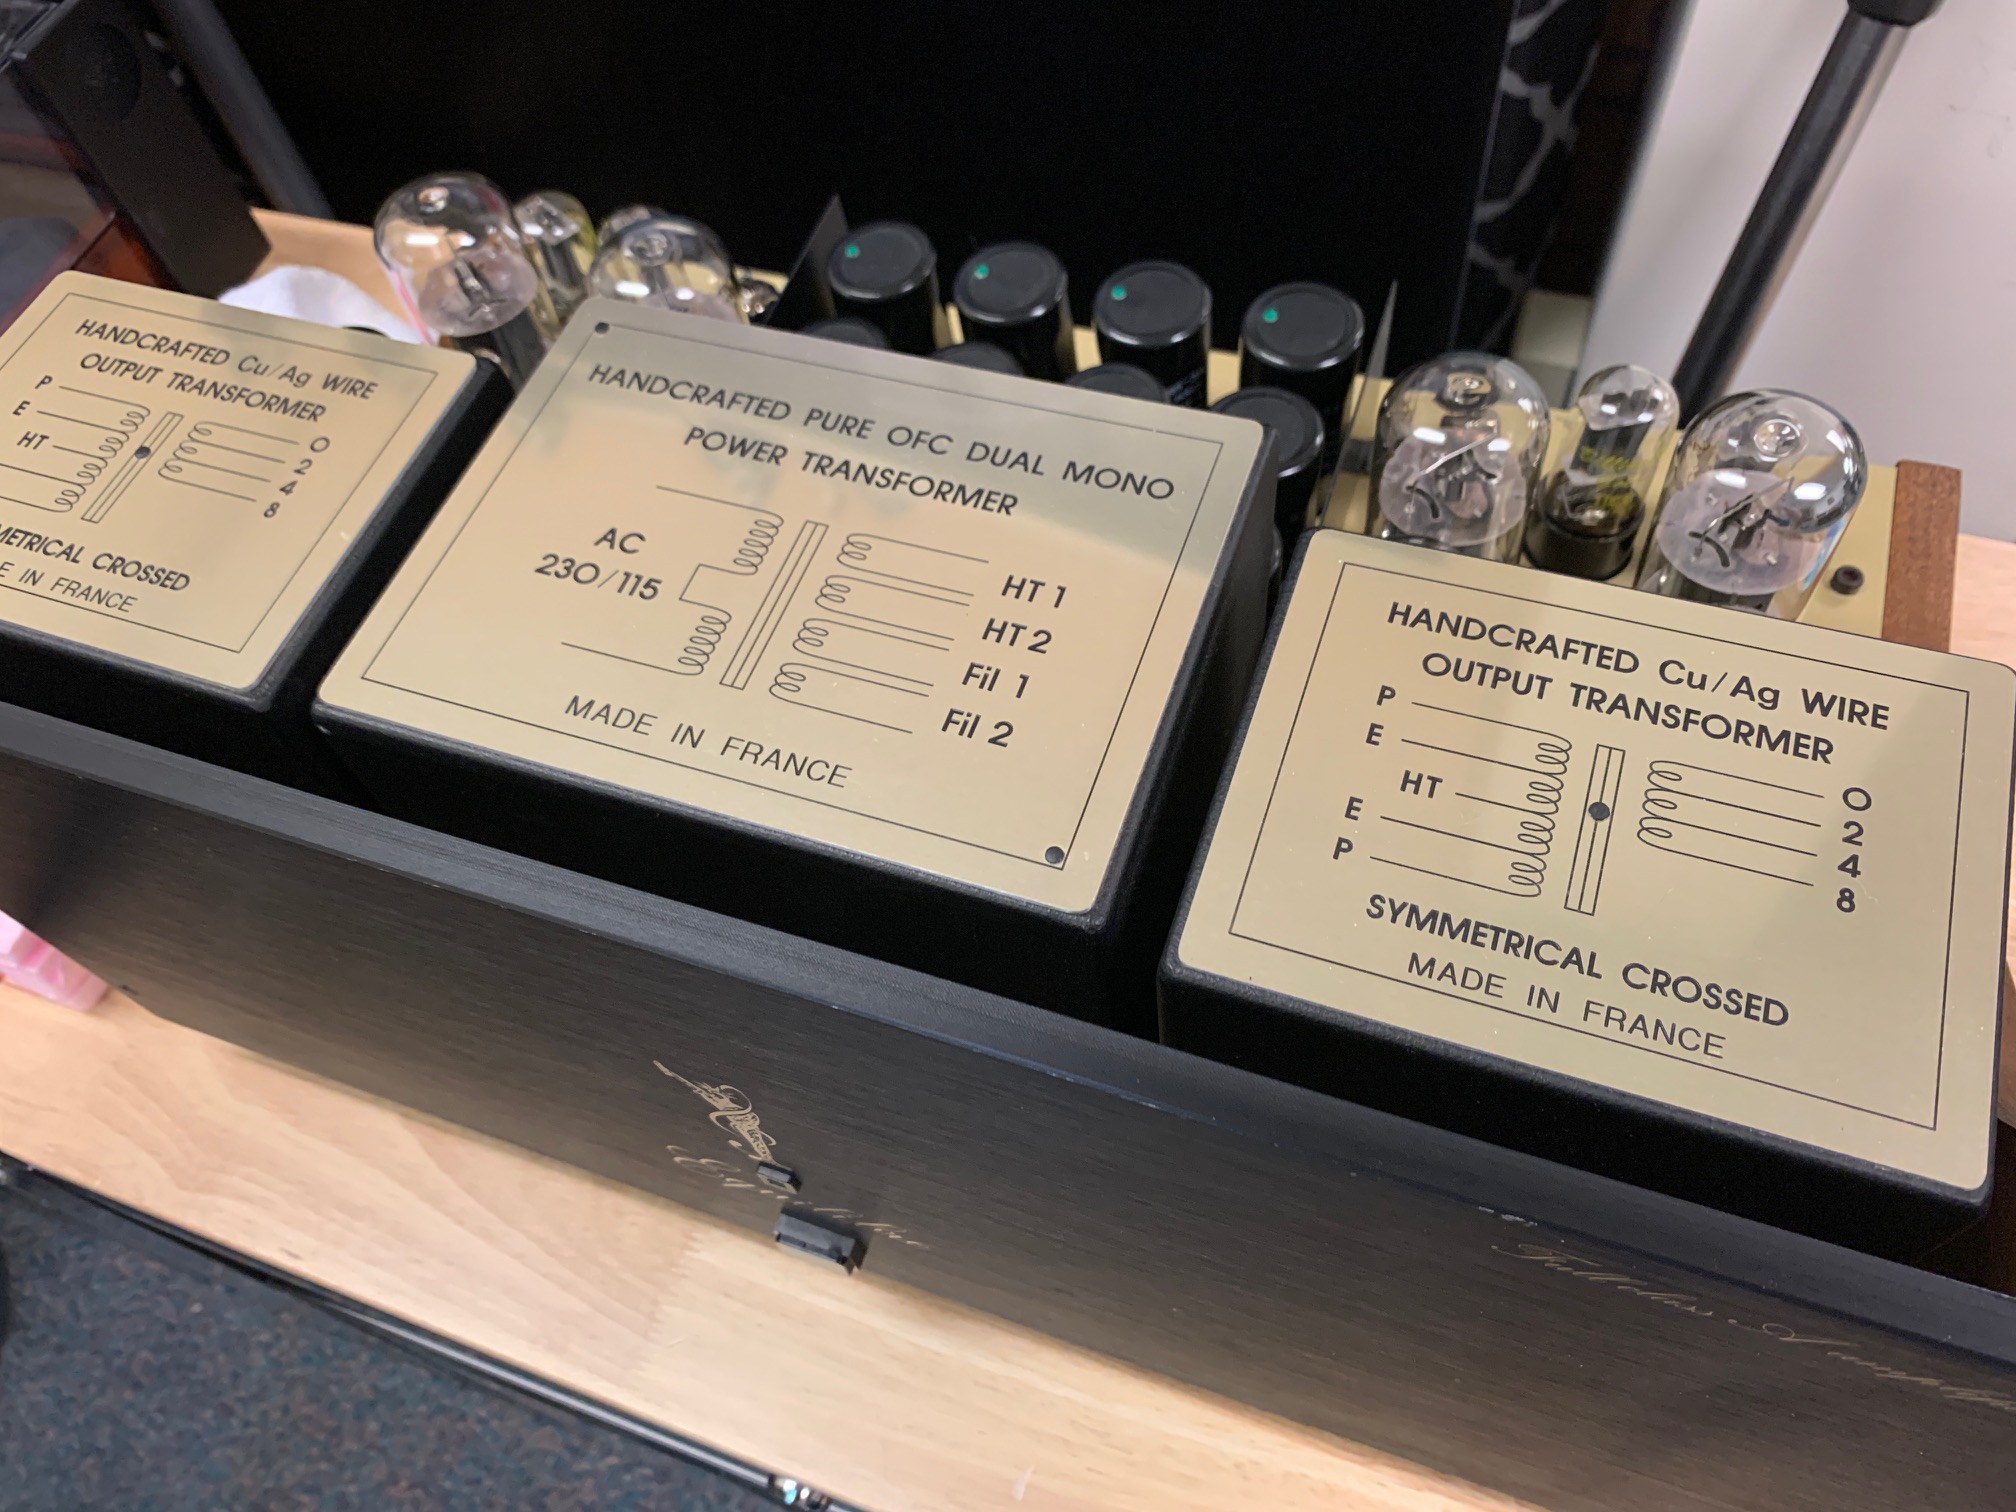 HANDCRAFTED Cu/Ag WIRE
OUTPUT TRANSFORMER
P
E
HT
0
2
4
8
METRICAL CROSSED
E IN FRANCE
HANDCRAFTED PURE OFC DUAL MONO
POWER TRANSFORMER
AC
230/115
HT 1
HT 2
Fil 1
Fil 2
MADE IN FRANCE
HANDCRAFTED Cu/Ag WIRE
OUTPUT TRANSFORMER
P
E
HT
E
P
0
2
4
8
SYMMETRICAL CROSSED
MADE IN FRANCE